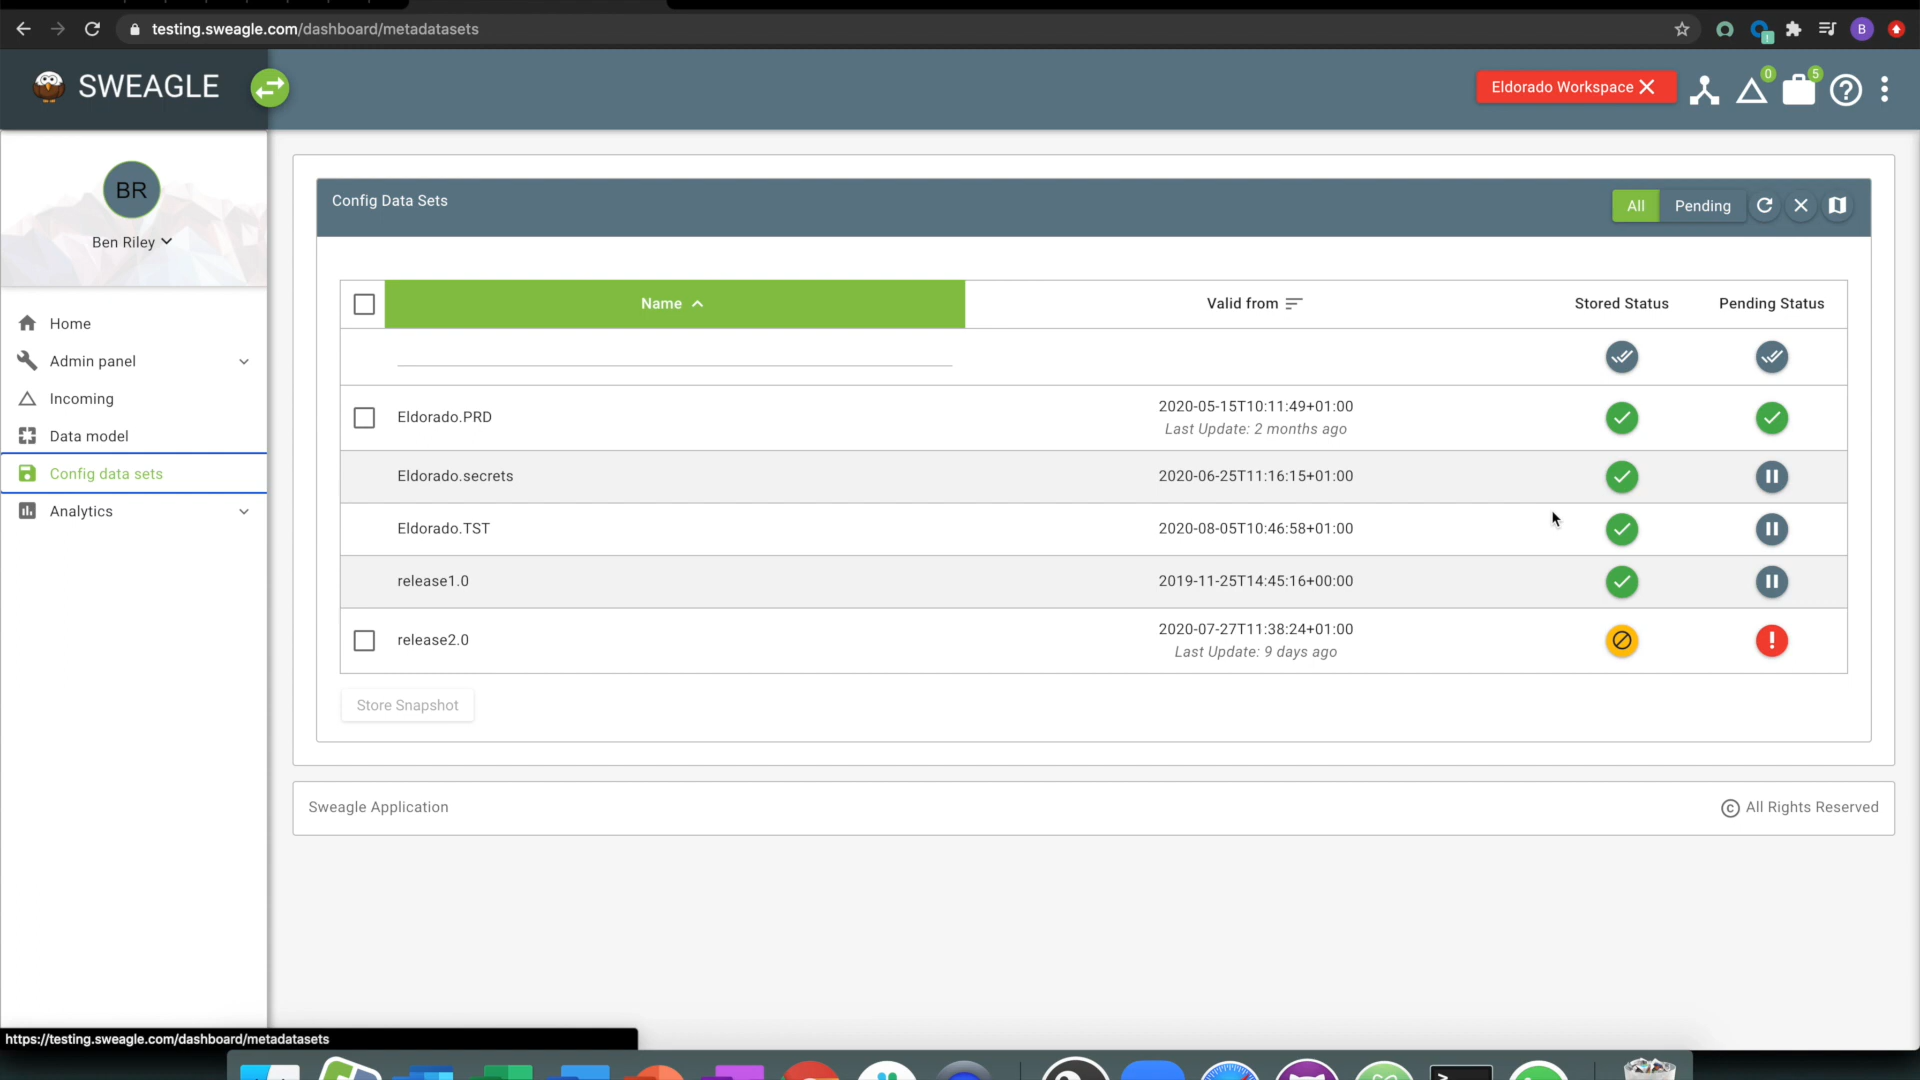 testing.sweagle.com/dashboard/metadatasets
B
SWEAGLE
Eldorado Workspace
0
5
BR
Ben Riley
Home
Admin panel
Incoming
Data model
Config data sets
Analytics
Config Data Sets
All
Pending
Name
Valid from
Stored Status
Pending Status
Eldorado.PRD
2020-05-15T10:11:49+01:00
Last Update: 2 months ago
Eldorado.secrets
2020-06-25T11:16:15+01:00
Eldorado.TST
2020-08-05T10:46:58+01:00
release1.0
2019-11-25T14:45:16+00:00
release2.0
2020-07-27T11:38:24+01:00
Last Update: 9 days ago
Store Snapshot
Sweagle Application
© All Rights Reserved
https://testing.sweagle.com/dashboard/metadatasets